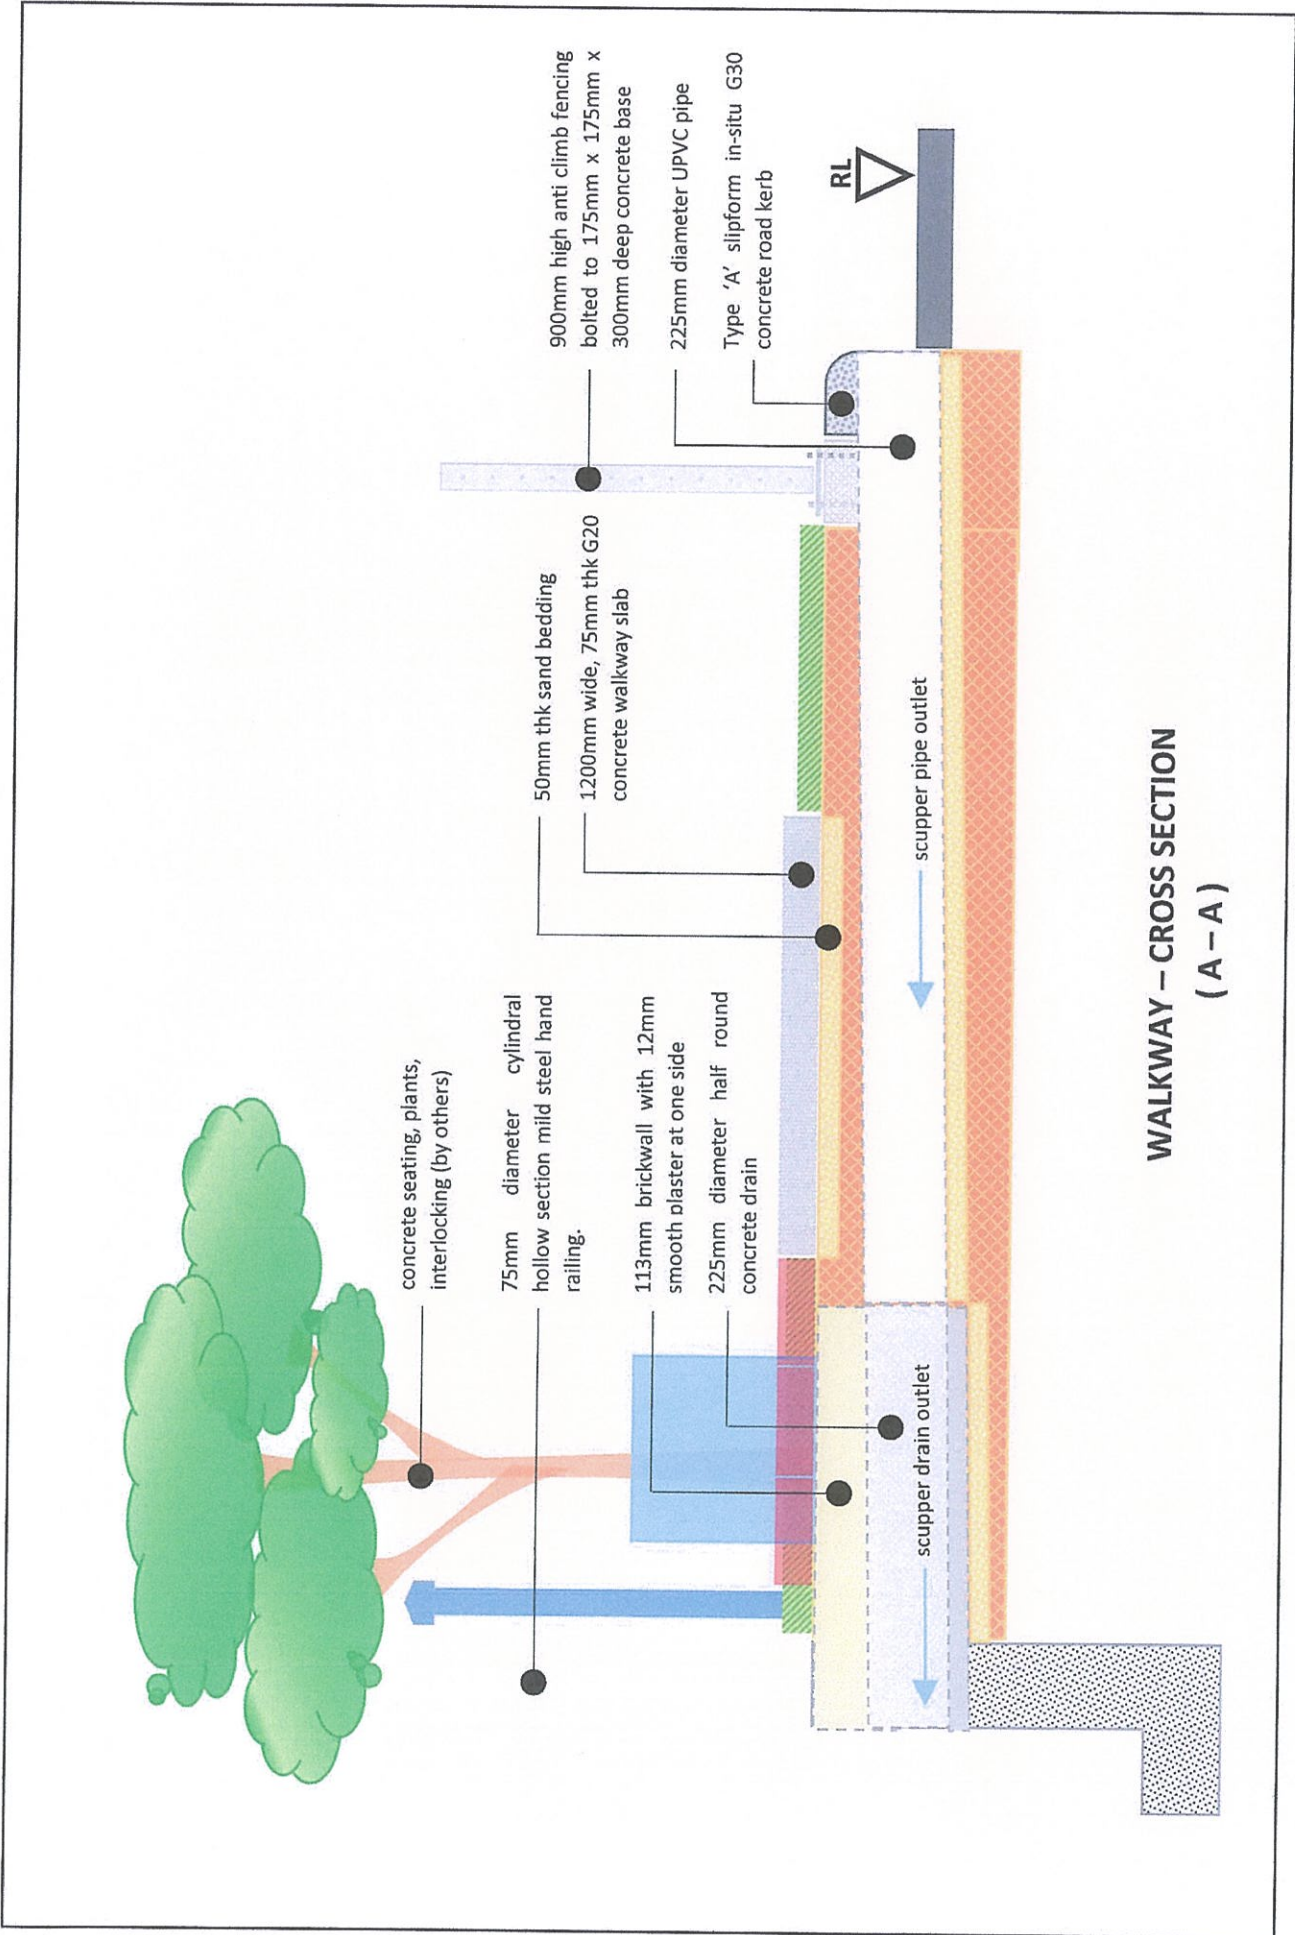 concrete seating, plants,
interlocking (by others)
75mm diameter cylindral
hollow section mild steel hand
railing.
113mm brickwall with 12mm
smooth plaster at one side
225mm diameter half round
concrete drain
50mm thk sand bedding
1200mm wide, 75mm thk G20
concrete walkway slab
900mm high anti climb fencing
bolted to 175mm x 175mm x
300mm deep concrete base
225mm diameter UPVC pipe
Type ‘A’ slipform in-situ G30
concrete road kerb
RL
scupper drain outlet
scupper pipe outlet
WALKWAY – CROSS SECTION
( A – A )